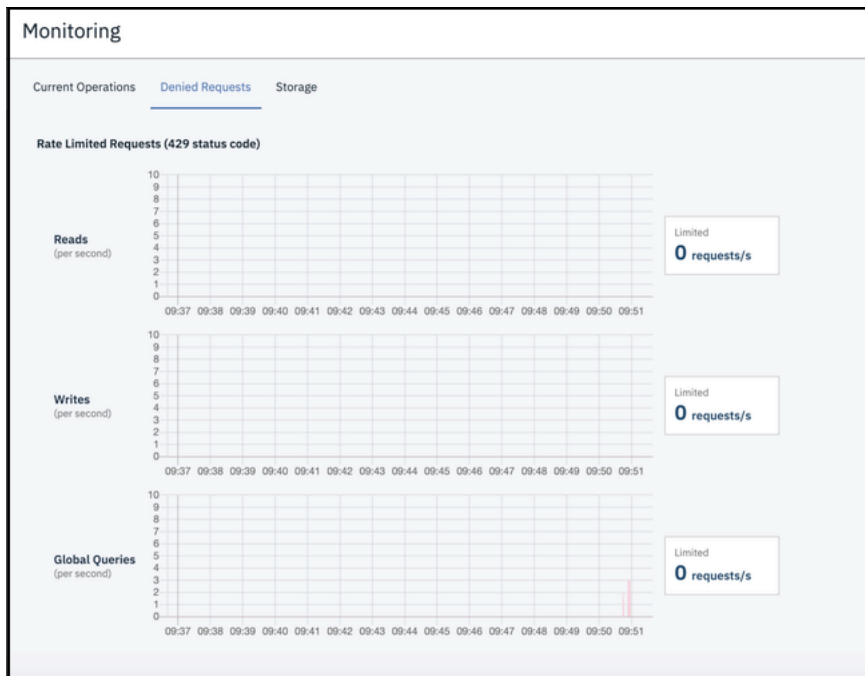 Monitoring
Current Operations Denied Requests Storage
Rate Limited Requests (429 status code)
10
9
8
7
6
5
4
3
2
1
0
Reads
(per second)
09:37 09:38 09:39 09:40 09:41 09:42 09:43 09:44 09:45 09:46 09:47 09:48 09:49 09:50 09:51
Limited
0 requests/s
10
9
8
7
6
5
4
3
2
1
0
Writes
(per second)
09:37 09:38 09:39 09:40 09:41 09:42 09:43 09:44 09:45 09:46 09:47 09:48 09:49 09:50 09:51
Limited
0 requests/s
10
9
8
7
6
5
4
3
2
1
0
Global Queries
(per second)
09:37 09:38 09:39 09:40 09:41 09:42 09:43 09:44 09:45 09:46 09:47 09:48 09:49 09:50 09:51
Limited
0 requests/s